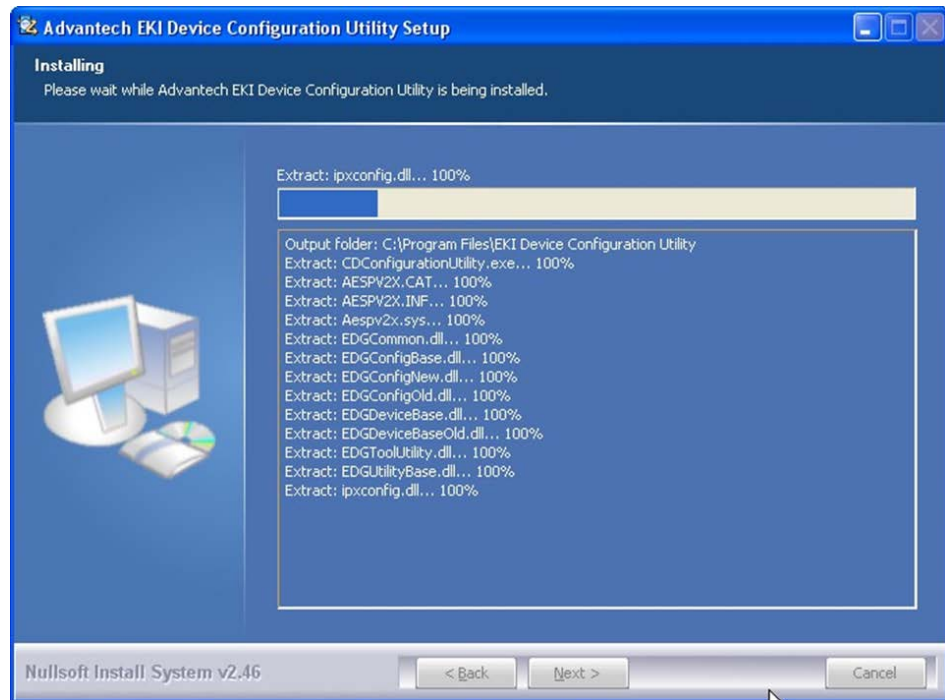 Advantech EKI Device Configuration Utility Setup
Installing
Please wait while Advantech EKI Device Configuration Utility is being installed.
Extract: ipxconfig.dll... 100%
Output folder: C:\Program Files\EKI Device Configuration Utility
Extract: CDConfigurationUtility.exe... 100%
Extract: AESPV2X.CAT... 100%
Extract: AESPV2X.INF... 100%
Extract: Aespv2x.sys... 100%
Extract: EDGCommon.dll... 100%
Extract: EDGConfigBase.dll... 100%
Extract: EDGConfigNew.dll... 100%
Extract: EDGConfigOld.dll... 100%
Extract: EDGDeviceBase.dll... 100%
Extract: EDGDeviceBaseOld.dll... 100%
Extract: EDGToolUtility.dll... 100%
Extract: EDGUtilityBase.dll... 100%
Extract: ipxconfig.dll... 100%
Nullsoft Install System v2.46
< Back
Next >
Cancel